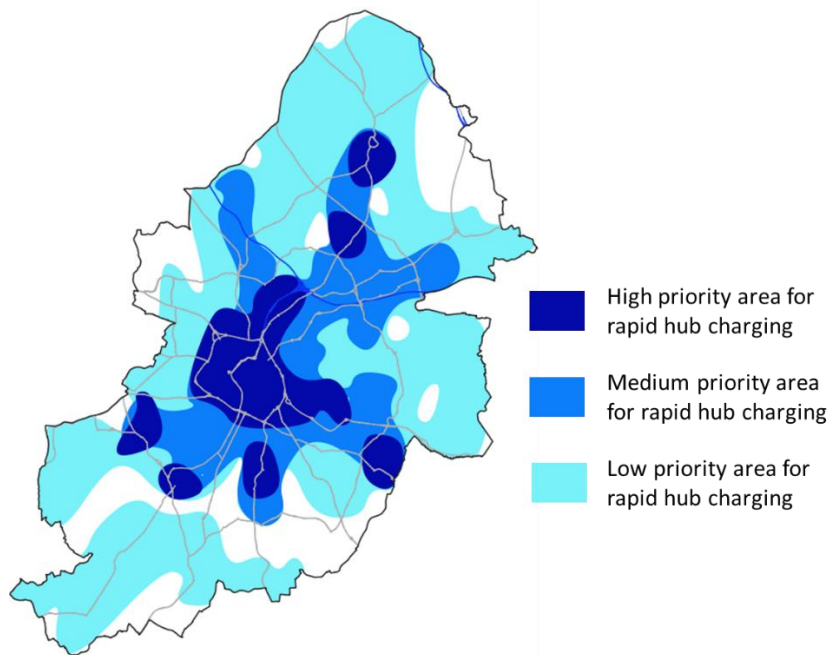 High priority area for
rapid hub charging
Medium priority area
for rapid hub charging
Low priority area for
rapid hub charging